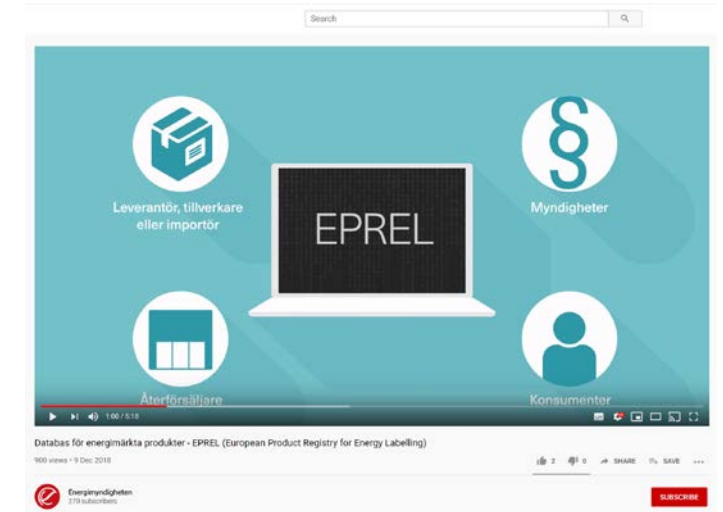 Search
Leverantör, tillverkare
eller importör
EPREL
§
Myndigheter
Återförsäljare
Konsumenter
1:00 / 5:18
Databas för energimärkta produkter - EPREL (European Product Registry for Energy Labelling)
900 views • 9 Dec 2018
2
0
SHARE
SAVE
Energimyndigheten
279 subscribers
SUBSCRIBE